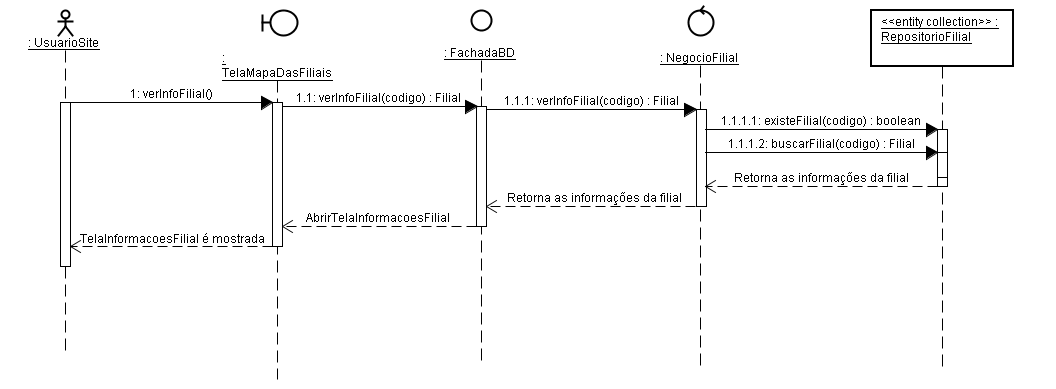 : UsuarioSite
:
TelaMapaDasFiliais
: FachadaBD
: NegocioFilial
<<entity collection>> :
RepositorioFilial
1: verInfoFilial()
1.1: verInfoFilial(codigo) : Filial
1.1.1: verInfoFilial(codigo) : Filial
1.1.1.1: existeFilial(codigo) : boolean
1.1.1.2: buscarFilial(codigo) : Filial
Retorna as informações da filial
Retorna as informações da filial
AbrirTelaInformacoesFilial
TelaInformacoesFilial é mostrada